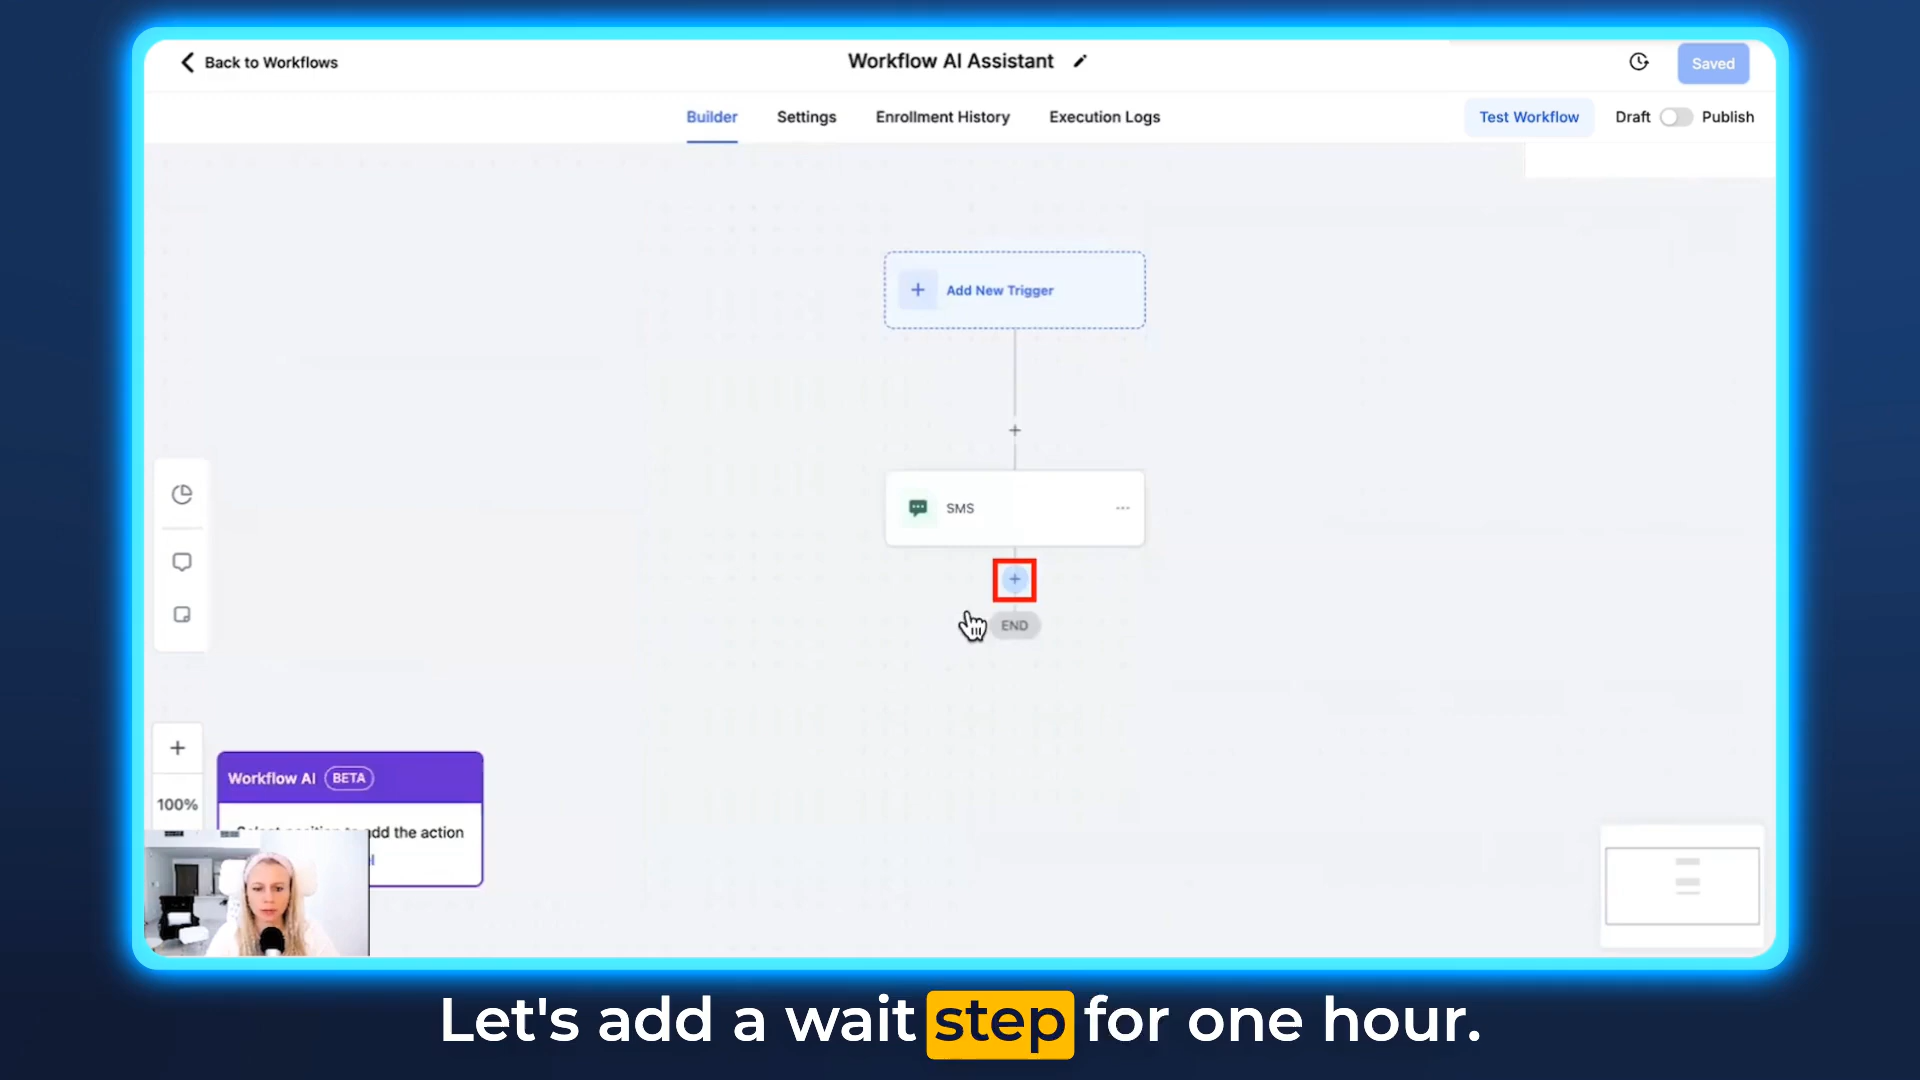 Back to Workflows
Workflow AI Assistant
Saved
Builder
Settings
Enrollment History
Execution Logs
Test Workflow
Draft
Publish
Add New Trigger
SMS
END
Workflow AI BETA
100%
add the action
Let's add a wait step for one hour.